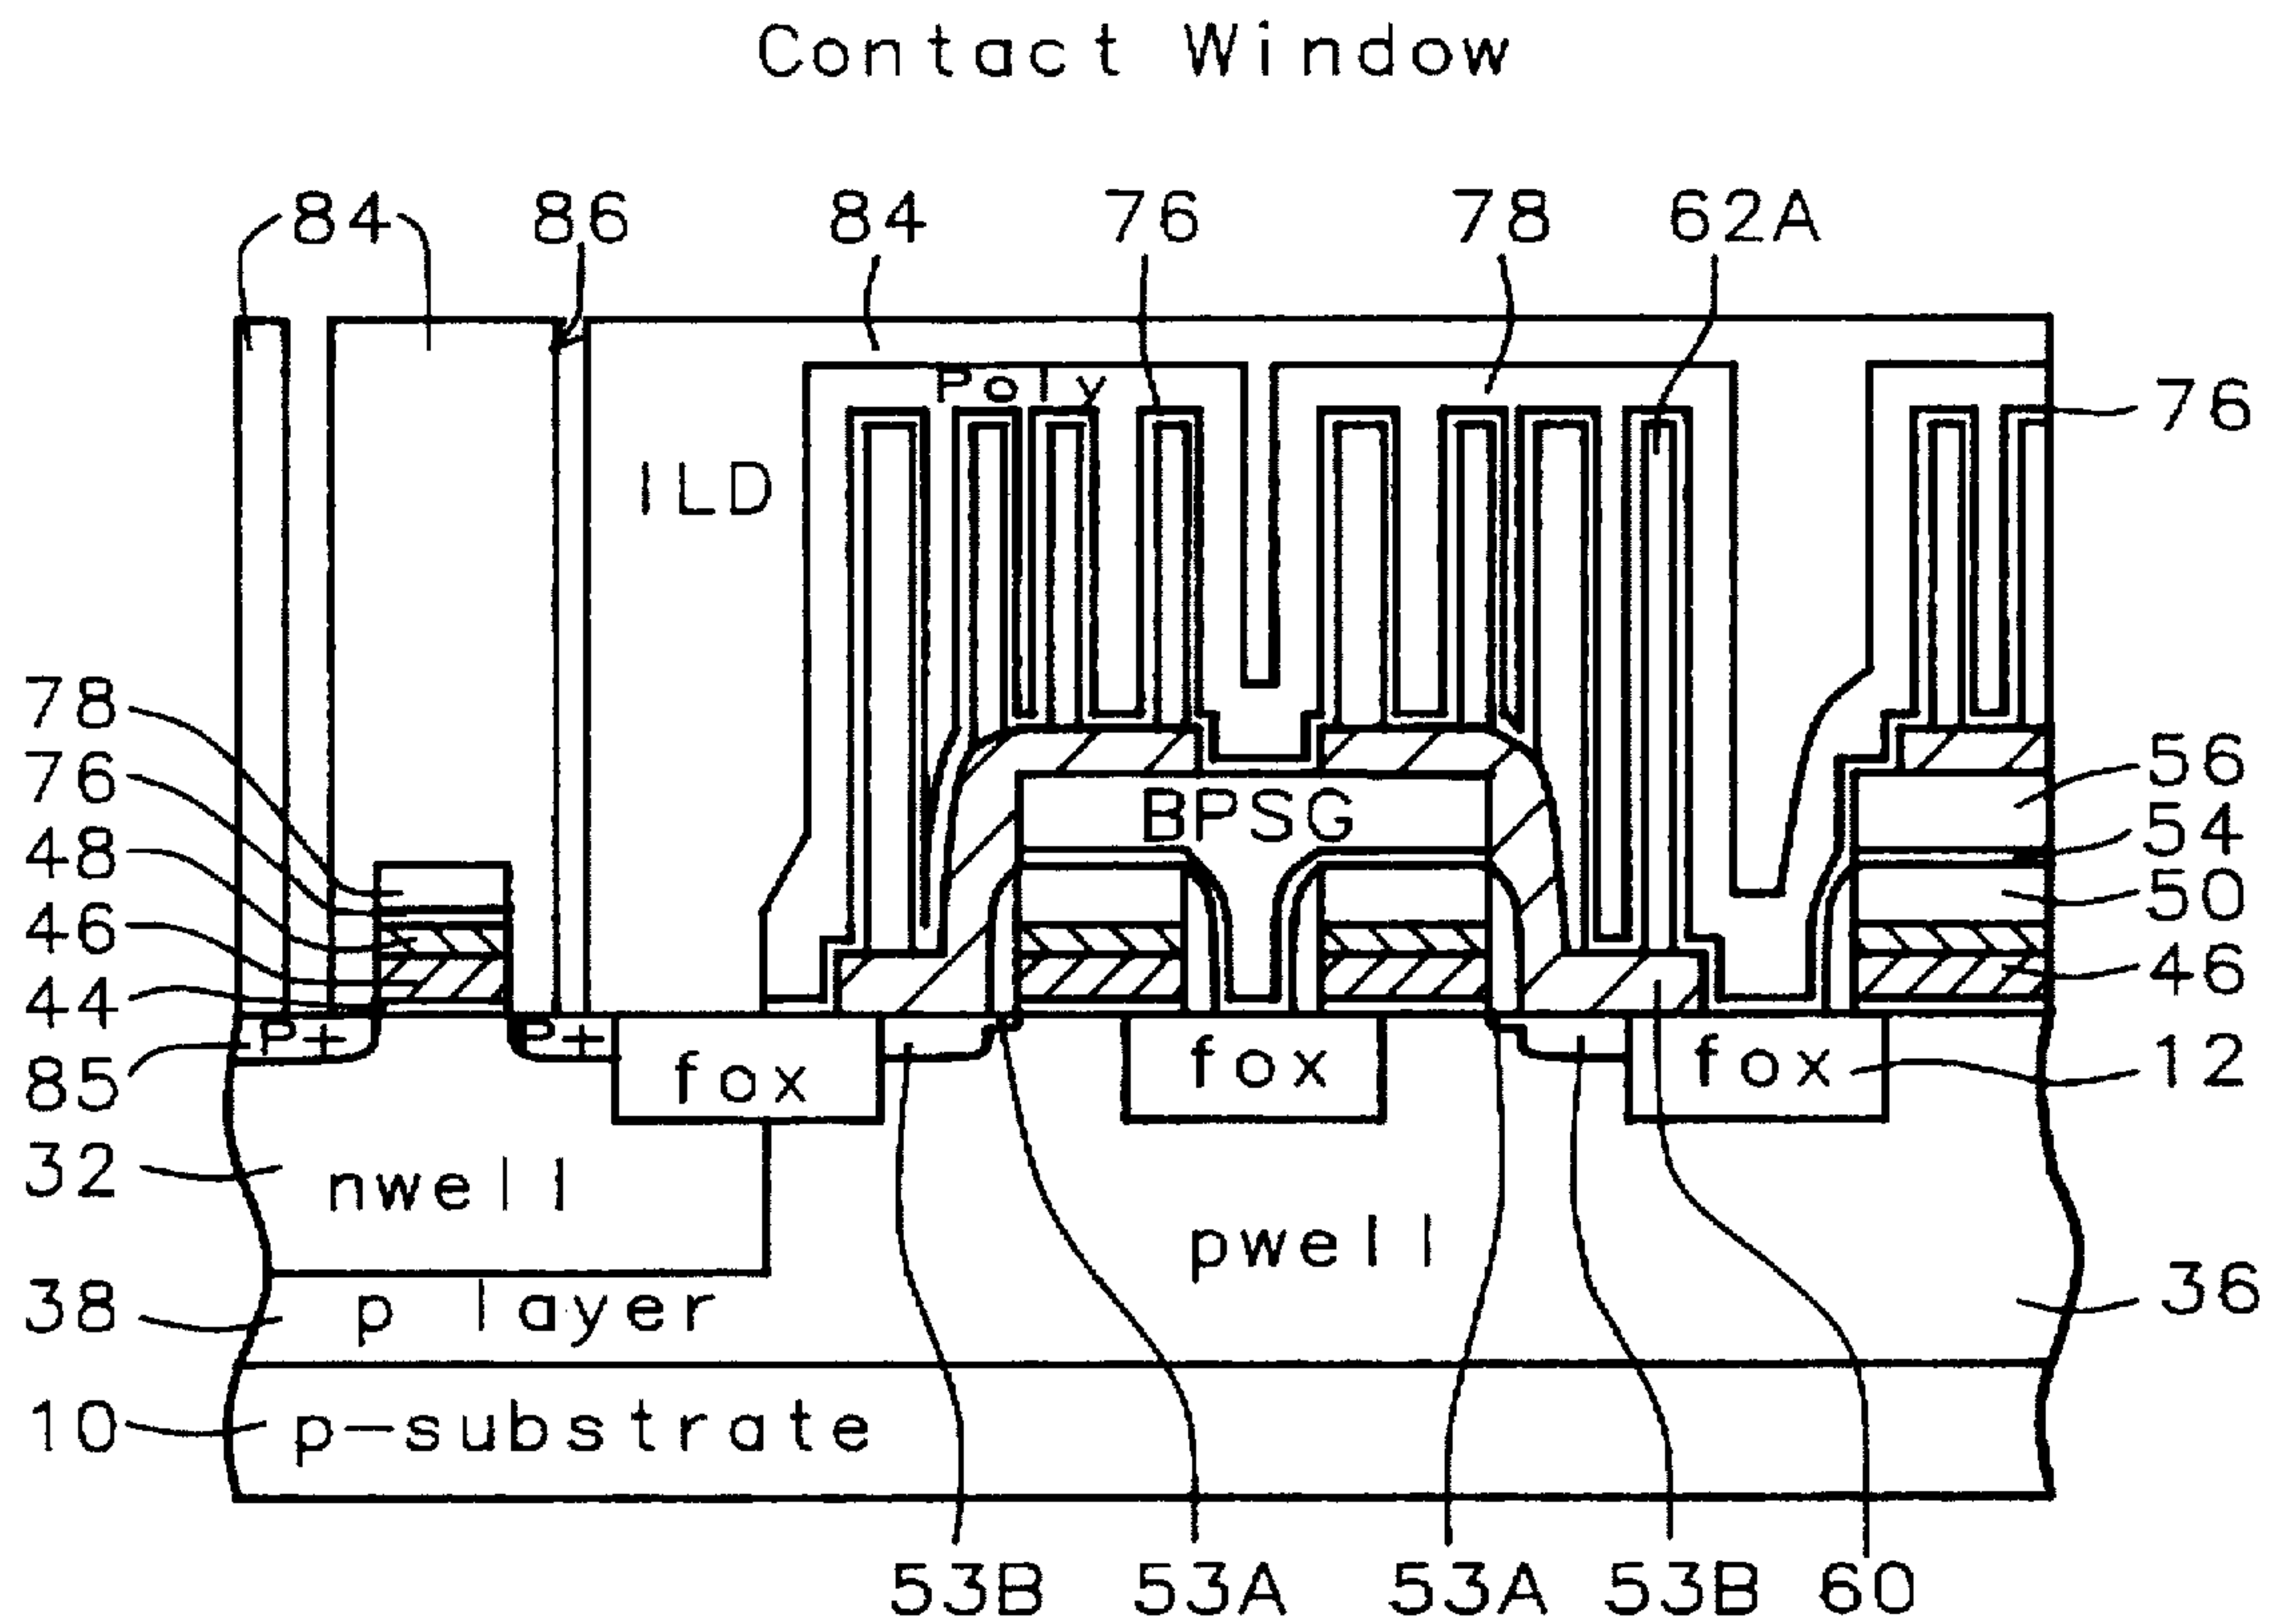 Contact Window
84 86 84 76 78 62A
Poly
76
ILD
78
76
48
46
44
85
32
38
10
BPSG
56
54
50
46
12
36
P+ P+
fox fox fox
nwell
pwell
p layer
p-substrate
53B 53A 53A 53B 60